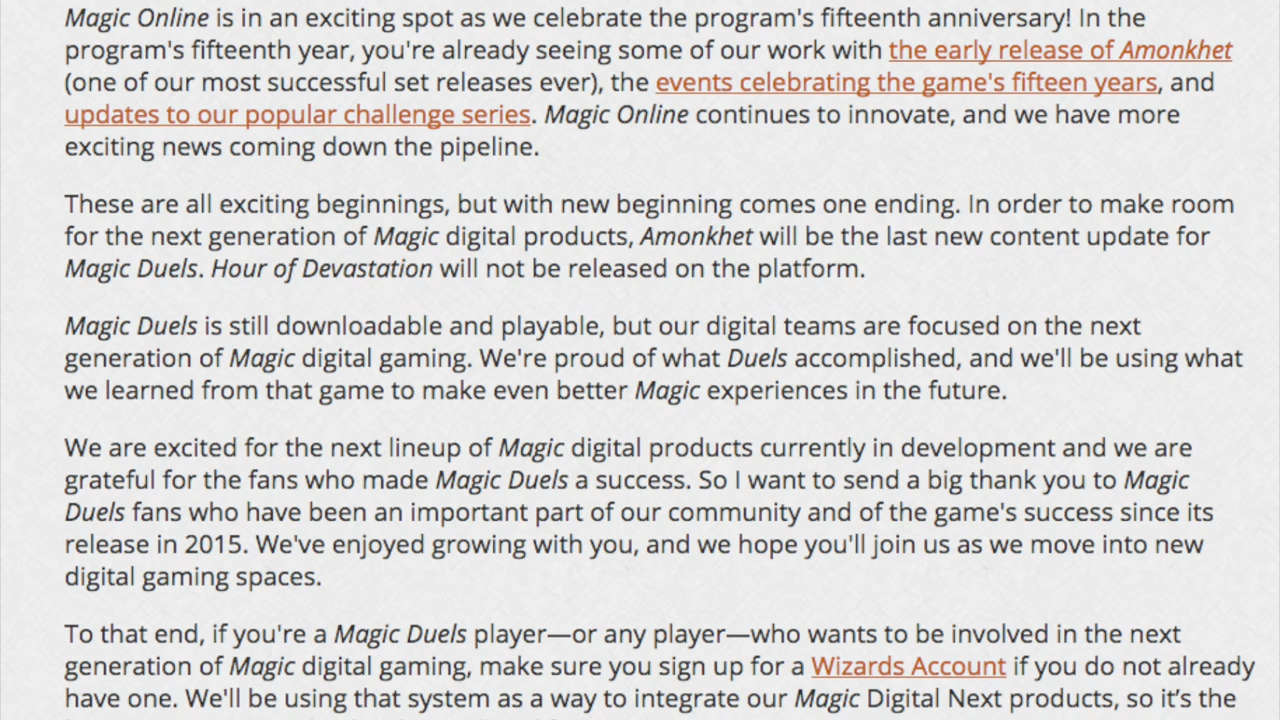 Magic Online is in an exciting spot as we celebrate the program's fifteenth anniversary! In the
program's fifteenth year, you're already seeing some of our work with the early release of Amonkhet
(one of our most successful set releases ever), the events celebrating the game's fifteen years, and
updates to our popular challenge series. Magic Online continues to innovate, and we have more
exciting news coming down the pipeline.
These are all exciting beginnings, but with new beginning comes one ending. In order to make room
for the next generation of Magic digital products, Amonkhet will be the last new content update for
Magic Duels. Hour of Devastation will not be released on the platform.
Magic Duels is still downloadable and playable, but our digital teams are focused on the next
generation of Magic digital gaming. We're proud of what Duels accomplished, and we'll be using what
we learned from that game to make even better Magic experiences in the future.
We are excited for the next lineup of Magic digital products currently in development and we are
grateful for the fans who made Magic Duels a success. So I want to send a big thank you to Magic
Duels fans who have been an important part of our community and of the game's success since its
release in 2015. We've enjoyed growing with you, and we hope you'll join us as we move into new
digital gaming spaces.
To that end, if you're a Magic Duels player—or any player—who wants to be involved in the next
generation of Magic digital gaming, make sure you sign up for a Wizards Account if you do not already
have one. We'll be using that system as a way to integrate our Magic Digital Next products, so it’s the